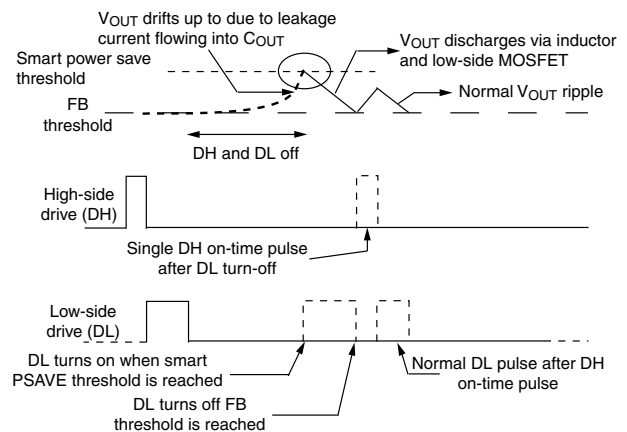 VOUT drifts up to due to leakage
current flowing into COUT
Smart power save
threshold
VOUT discharges via inductor
and low-side MOSFET
FB
threshold
Normal VOUT ripple
DH and DL off
High-side
drive (DH)
Single DH on-time pulse
after DL turn-off
Low-side
drive (DL)
DL turns on when smart
PSAVE threshold is reached
Normal DL pulse after DH
on-time pulse
DL turns off FB
threshold is reached